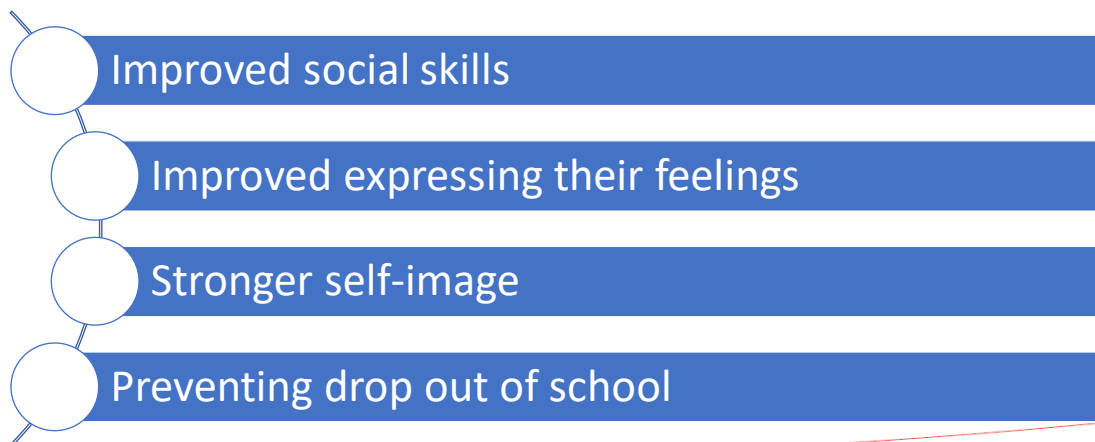 Improved social skills
Improved expressing their feelings
Stronger self-image
Preventing drop out of school